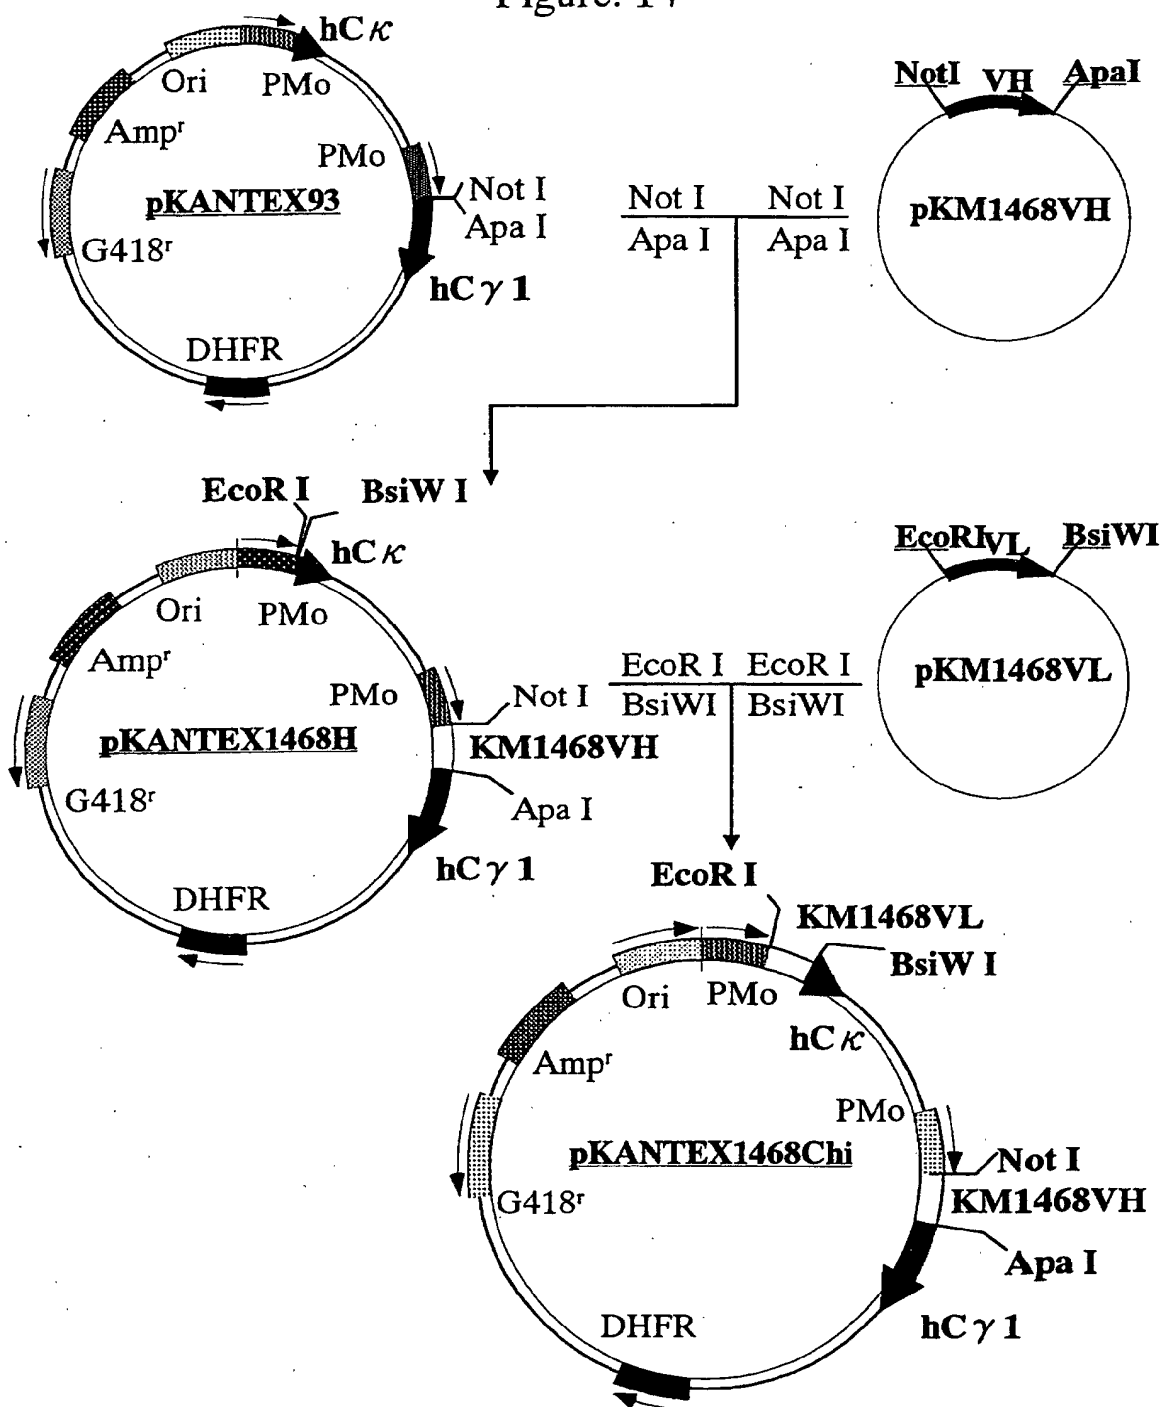 hCκ
Ori
PMo
Ampʳ
PMo
pKANTEX93
Not I
Apa I
G418ʳ
hCγ1
DHFR
NotI VH ApaI
pKM1468VH
Not I Not I
Apa I Apa I
EcoR I BsiW I
hCκ
Ori
PMo
Ampʳ
PMo
Not I
pKANTEX1468H
KM1468VH
G418ʳ
Apa I
hCγ1
DHFR
EcoRI VL BsiWI
pKM1468VL
EcoR I EcoR I
BsiWI BsiWI
EcoR I
KM1468VL
BsiW I
Ori
PMo
hCκ
Ampʳ
PMo
pKANTEX1468Chi
Not I
KM1468VH
G418ʳ
Apa I
hCγ1
DHFR